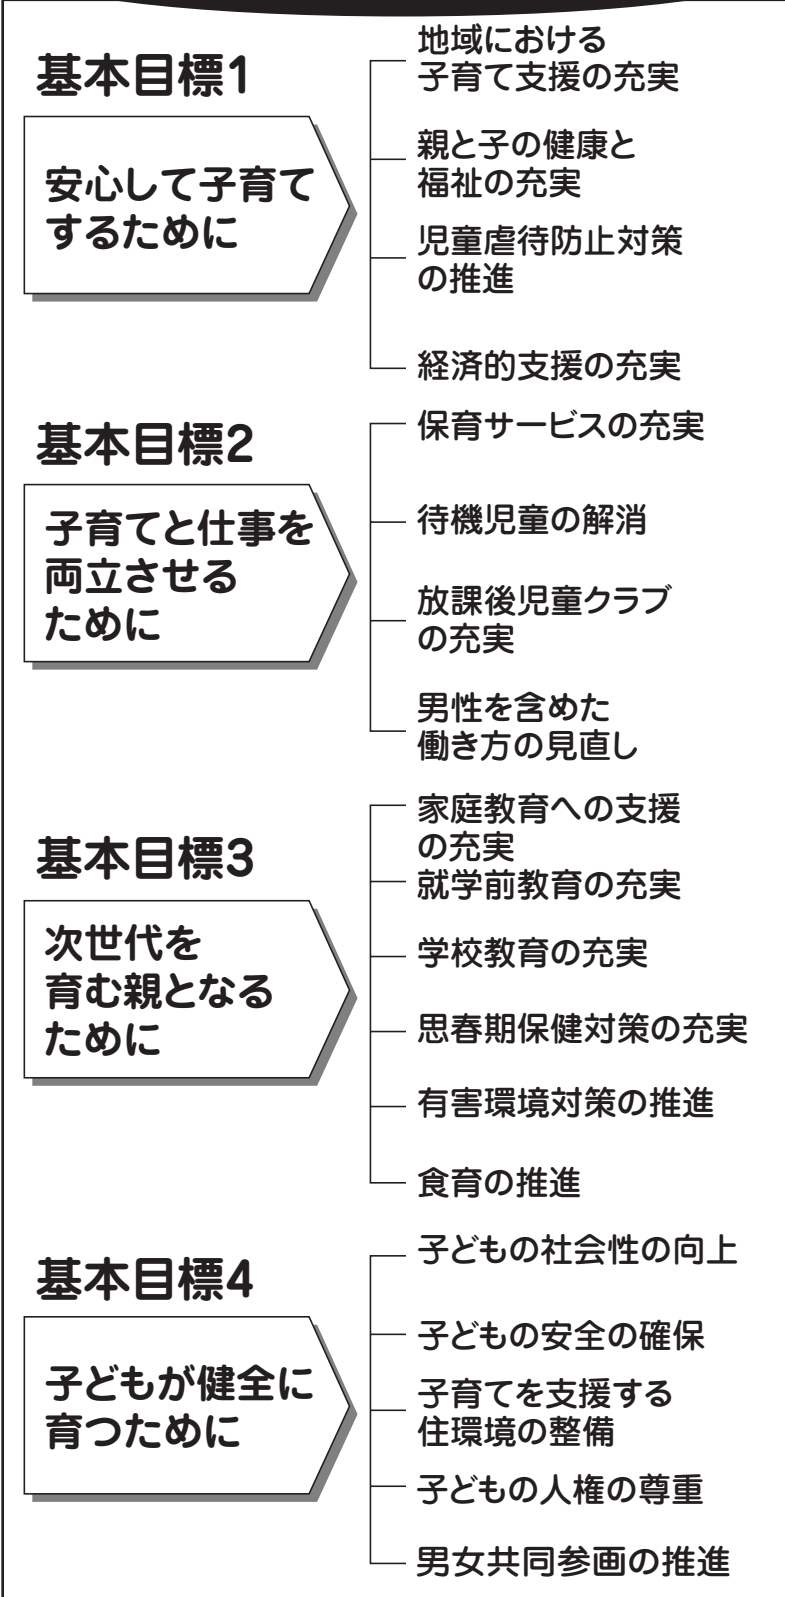 基本目標1
安心して子育て
するために
地域における
子育て支援の充実
親と子の健康と
福祉の充実
児童虐待防止対策
の推進
経済的支援の充実
基本目標2
子育てと仕事を
両立させる
ために
保育サービスの充実
待機児童の解消
放課後児童クラブ
の充実
男性を含めた
働き方の見直し
基本目標3
次世代を
育む親となる
ために
家庭教育への支援
の充実
就学前教育の充実
学校教育の充実
思春期保健対策の充実
有害環境対策の推進
食育の推進
基本目標4
子どもが健全に
育つために
子どもの社会性の向上
子どもの安全の確保
子育てを支援する
住環境の整備
子どもの人権の尊重
男女共同参画の推進